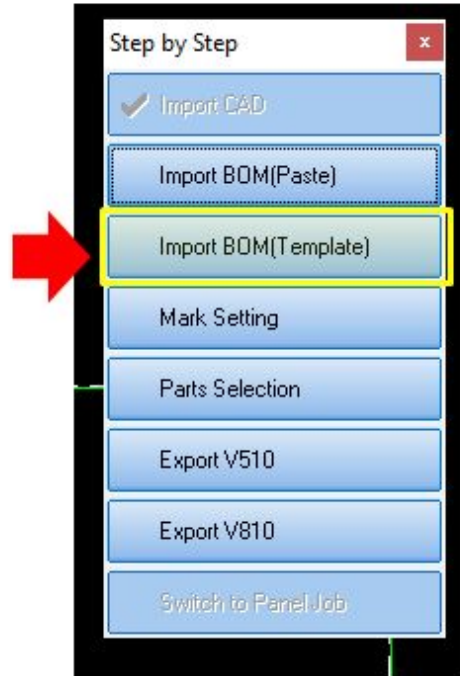 Step by Step
x
Import CAD
Import BOM(Paste)
Import BOM(Template)
Mark Setting
Parts Selection
Export V510
Export V810
Switch to Panel Job